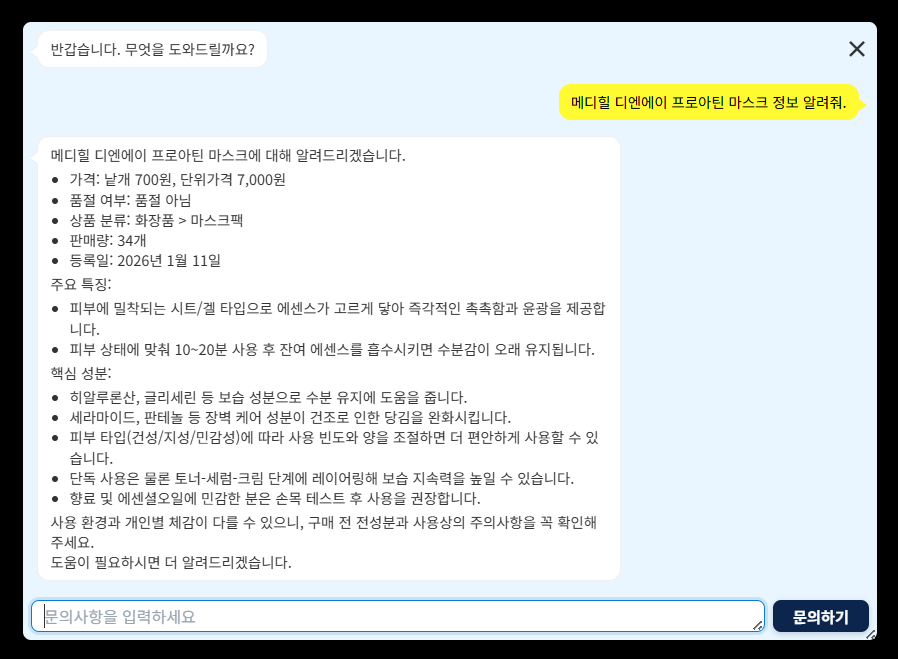 반갑습니다. 무엇을 도와드릴까요?
메디힐 디엔에이 프로아틴 마스크 정보 알려줘.
메디힐 디엔에이 프로아틴 마스크에 대해 알려드리겠습니다.
● 가격: 낱개 700원, 단위가격 7,000원
● 품절 여부: 품절 아님
● 상품 분류: 화장품 > 마스크팩
● 판매량: 34개
● 등록일: 2026년 1월 11일
주요 특징:
● 피부에 밀착되는 시트/겔 타입으로 에센스가 고르게 닿아 즉각적인 촉촉함과 윤광을 제공합
니다.
● 피부 상태에 맞춰 10~20분 사용 후 잔여 에센스를 흡수시키면 수분감이 오래 유지됩니다.
핵심 성분:
● 히알루론산, 글리세린 등 보습 성분으로 수분 유지에 도움을 줍니다.
● 세라마이드, 판테놀 등 장벽 케어 성분이 건조로 인한 당김을 완화시킵니다.
● 피부 타입(건성/지성/민감성)에 따라 사용 빈도와 양을 조절하면 더 편안하게 사용할 수 있
습니다.
● 단독 사용은 물론 토너-세럼-크림 단계에 레이어링해 보습 지속력을 높일 수 있습니다.
● 향료 및 에센셜오일에 민감한 분은 손목 테스트 후 사용을 권장합니다.
사용 환경과 개인별 체감이 다를 수 있으니, 구매 전 전성분과 사용상의 주의사항을 꼭 확인해
주세요.
도움이 필요하시면 더 알려드리겠습니다.
문의사항을 입력하세요
문의하기